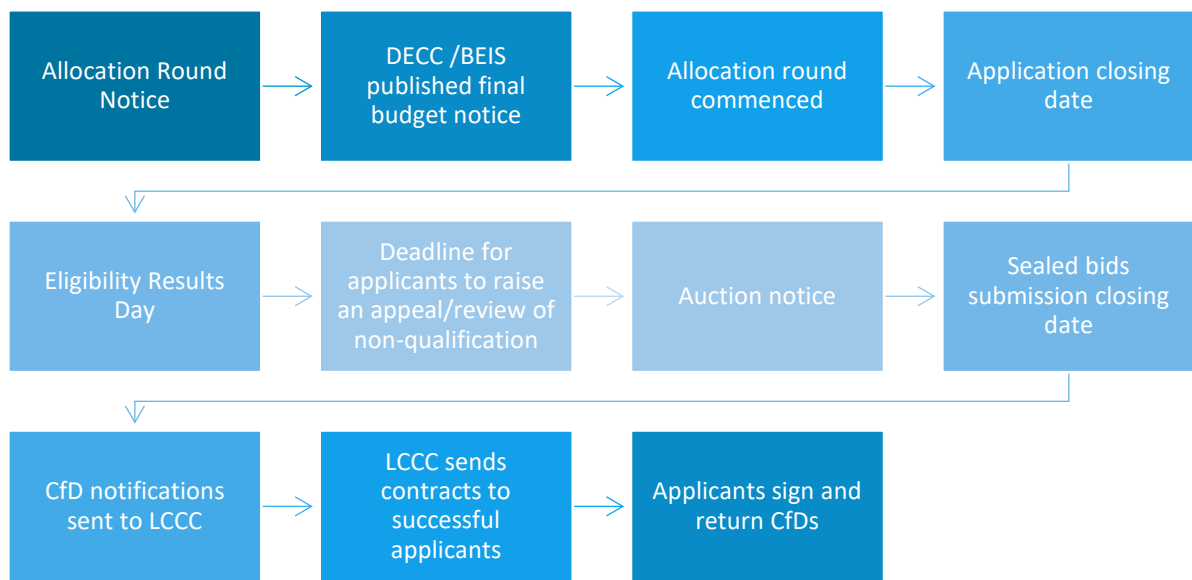 Allocation Round
Notice
DECC /BEIS
published final
budget notice
Allocation round
commenced
Application closing
date
Eligibility Results
Day
Deadline for
applicants to raise
an appeal/review of
non-qualification
Auction notice
Sealed bids
submission closing
date
CfD notifications
sent to LCCC
LCCC sends
contracts to
successful
applicants
Applicants sign and
return CfDs